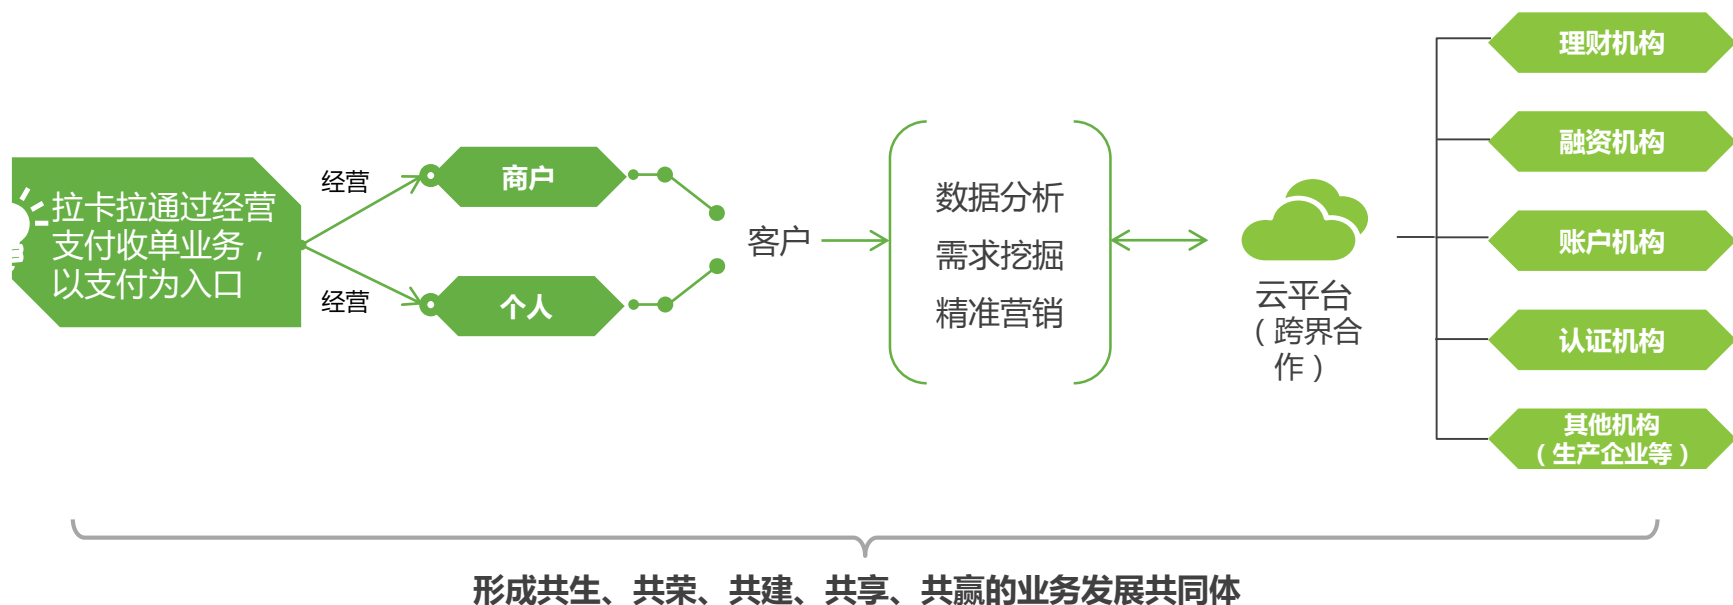 拉卡拉通过经营
支付收单业务，
以支付为入口
经营
经营
商户
个人
客户
数据分析
需求挖掘
精准营销
云平台
（跨界合
作）
理财机构
融资机构
账户机构
认证机构
其他机构
（生产企业等）
形成共生、共荣、共建、共享、共赢的业务发展共同体